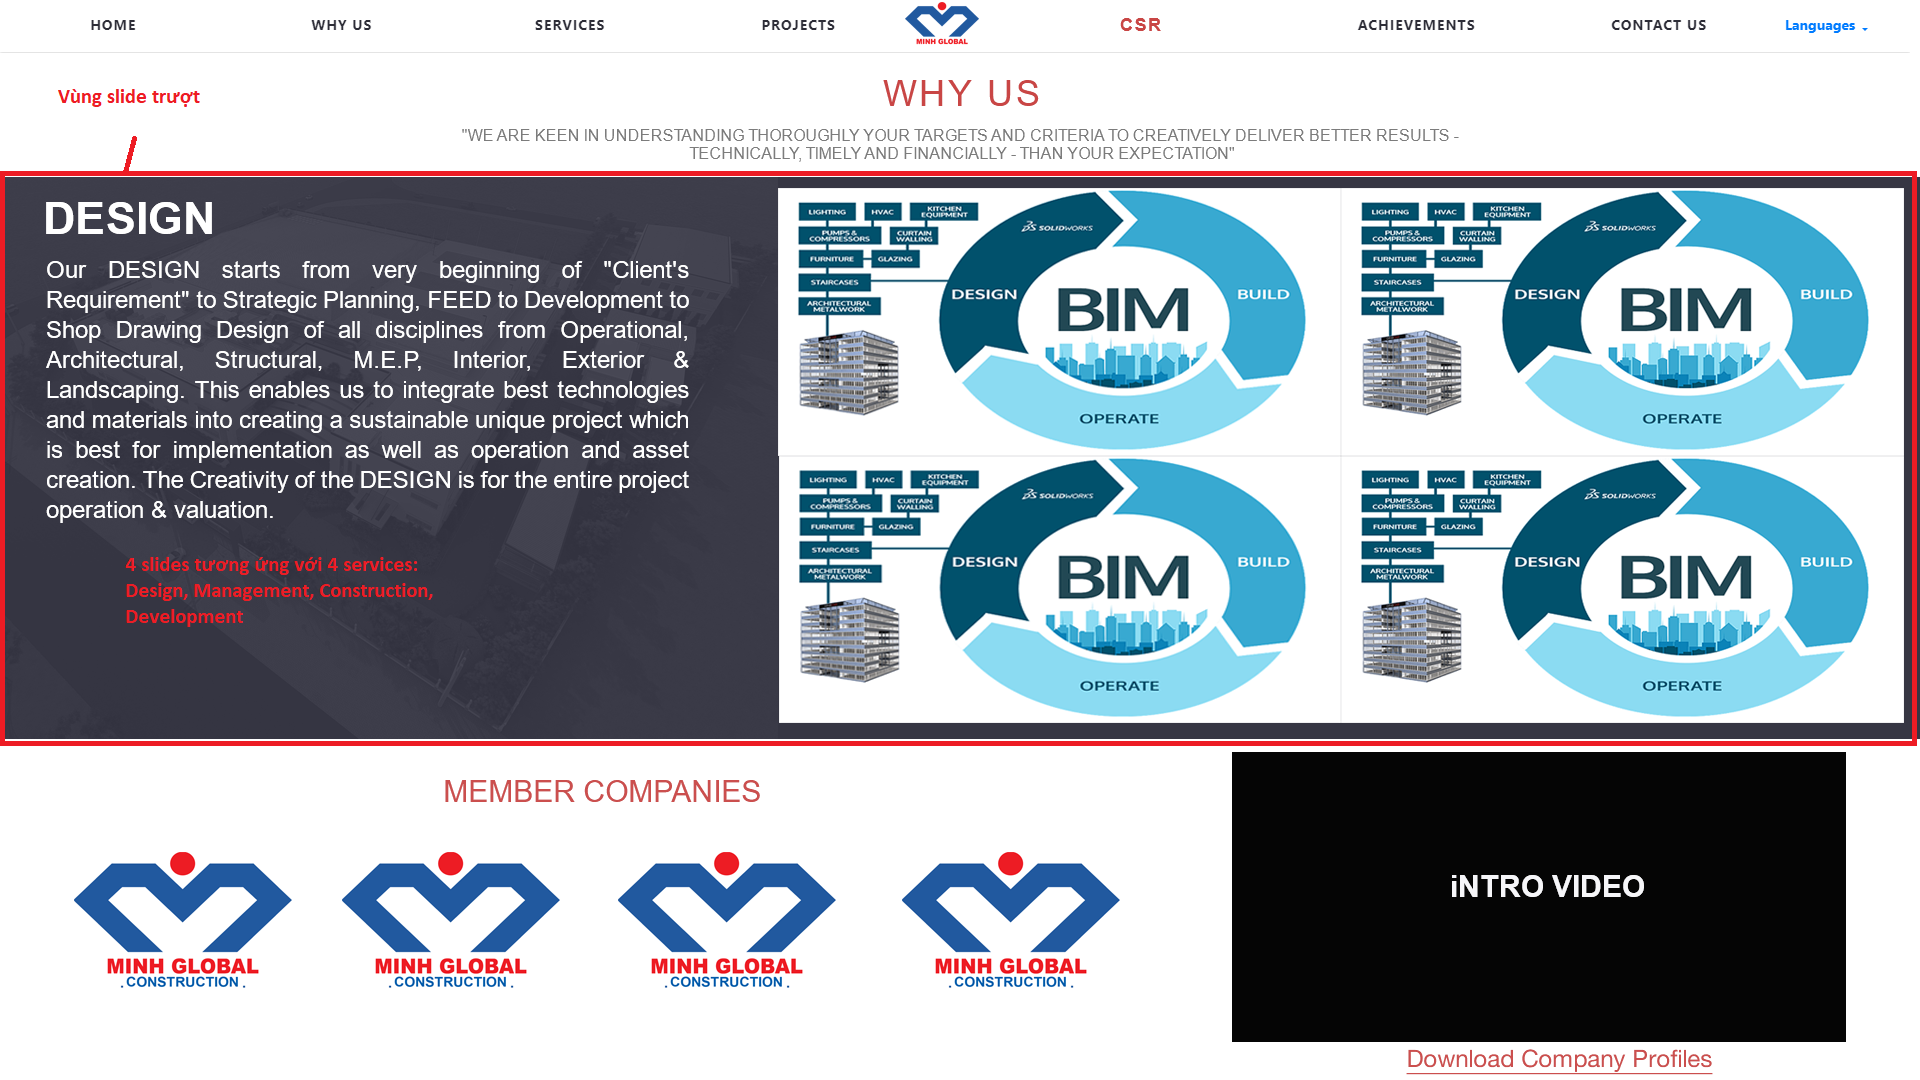 HOME
WHY US
SERVICES
PROJECTS
MINH GLOBAL
CSR
ACHIEVEMENTS
CONTACT US
Languages
Vùng slide trượt
WHY US
"WE ARE KEEN IN UNDERSTANDING THOROUGHLY YOUR TARGETS AND CRITERIA TO CREATIVELY DELIVER BETTER RESULTS -
TECHNICALLY, TIMELY AND FINANCIALLY - THAN YOUR EXPECTATION"
DESIGN
Our DESIGN starts from very beginning of "Client's
Requirement" to Strategic Planning, FEED to Development to
Shop Drawing Design of all disciplines from Operational,
Architectural, Structural, M.E.P, Interior, Exterior &
Landscaping. This enables us to integrate best technologies
and materials into creating a sustainable unique project which
is best for implementation as well as operation and asset
creation. The Creativity of the DESIGN is for the entire project
operation & valuation.
4 slides tương ứng với 4 services:
Design, Management, Construction,
Development
LIGHTING
HVAC
KITCHEN
EQUIPMENT
PUMPS &
COMPRESSORS
CURTAIN
WALLING
FURNITURE
GLAZING
STAIRCASES
ARCHITECTURAL
METALWORK
SOLIDWORKS
DESIGN
BIM
BUILD
OPERATE
LIGHTING
HVAC
KITCHEN
EQUIPMENT
PUMPS &
COMPRESSORS
CURTAIN
WALLING
FURNITURE
GLAZING
STAIRCASES
ARCHITECTURAL
METALWORK
SOLIDWORKS
DESIGN
BIM
BUILD
OPERATE
LIGHTING
HVAC
KITCHEN
EQUIPMENT
PUMPS &
COMPRESSORS
CURTAIN
WALLING
FURNITURE
GLAZING
STAIRCASES
ARCHITECTURAL
METALWORK
SOLIDWORKS
DESIGN
BIM
BUILD
OPERATE
LIGHTING
HVAC
KITCHEN
EQUIPMENT
PUMPS &
COMPRESSORS
CURTAIN
WALLING
FURNITURE
GLAZING
STAIRCASES
ARCHITECTURAL
METALWORK
SOLIDWORKS
DESIGN
BIM
BUILD
OPERATE
MEMBER COMPANIES
MINH GLOBAL
. CONSTRUCTION .
MINH GLOBAL
. CONSTRUCTION .
MINH GLOBAL
. CONSTRUCTION .
MINH GLOBAL
. CONSTRUCTION .
iNTRO VIDEO
Download Company Profiles